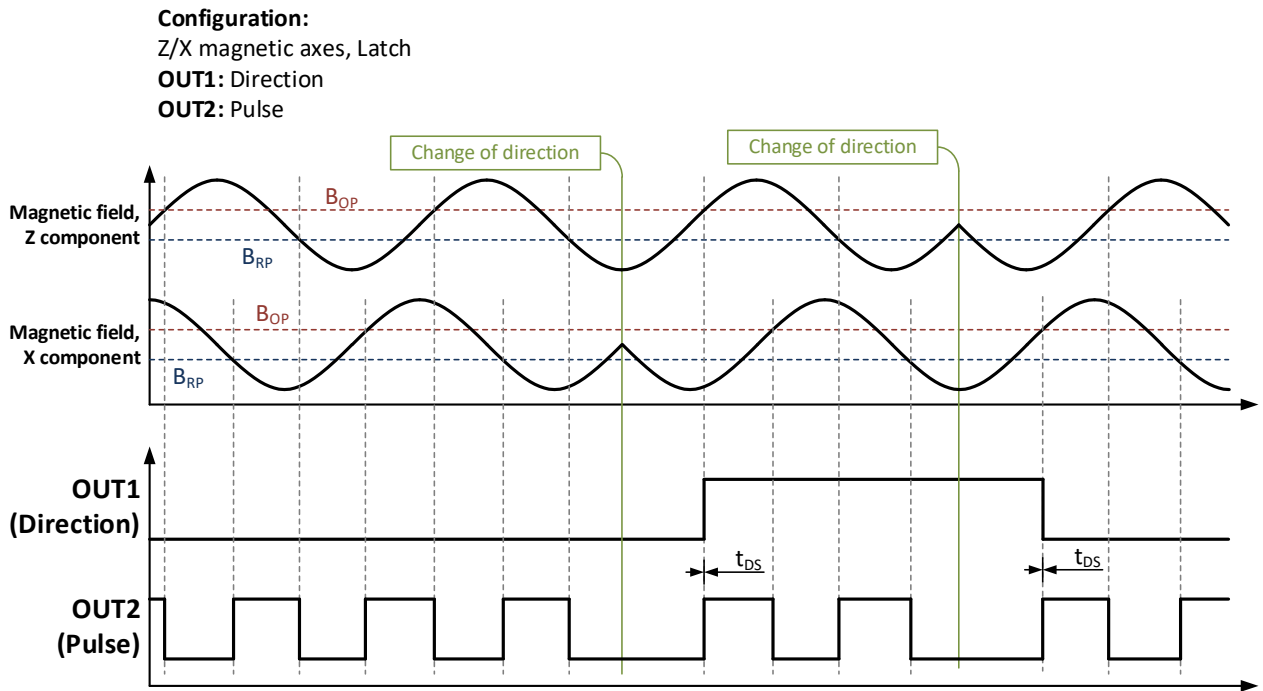 Configuration:
Z/X magnetic axes, Latch
OUT1: Direction
OUT2: Pulse
Change of direction
Change of direction
Magnetic field,
Z component
BOP
BRP
Magnetic field,
X component
BOP
BRP
OUT1
(Direction)
tDS
tDS
OUT2
(Pulse)